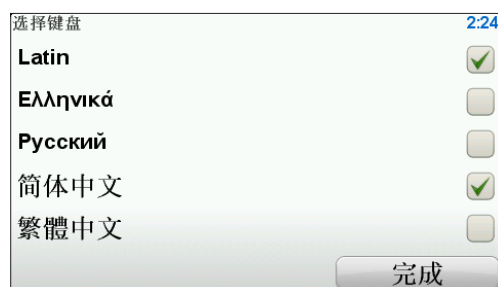 选择键盘 2:24
Latin
Ελληνικά
Русский
简体中文
繁體中文
完成